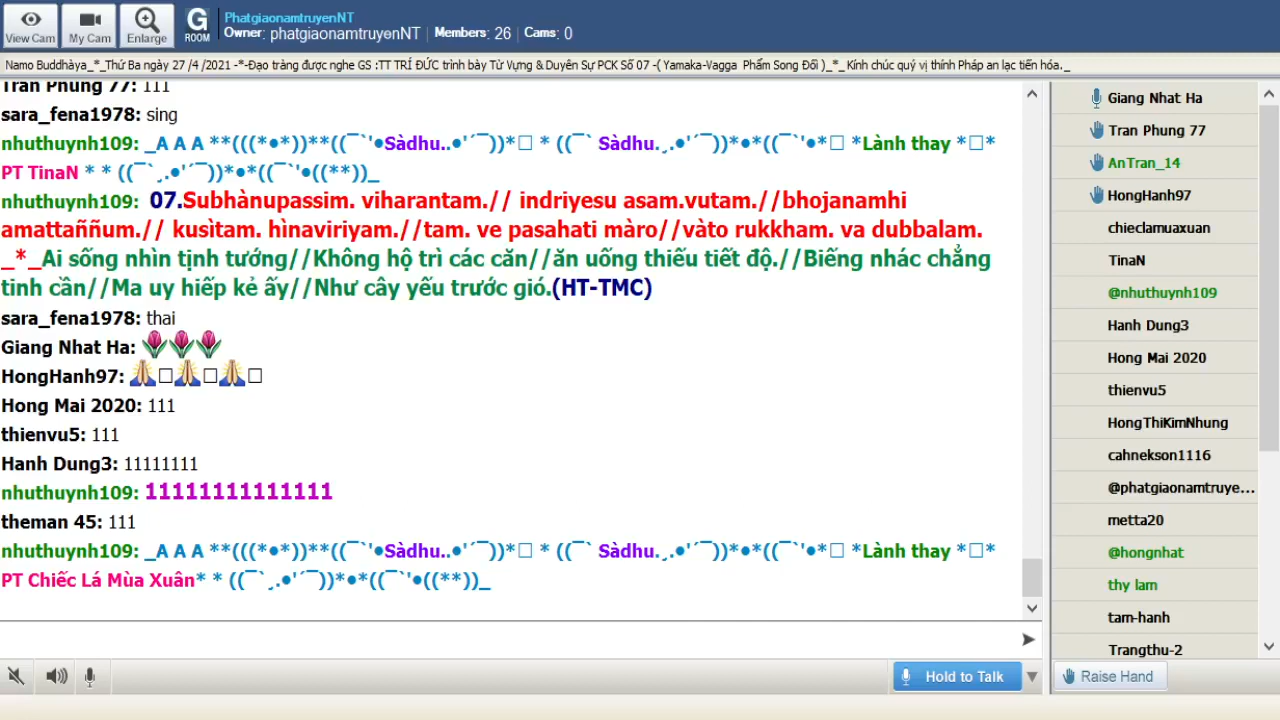 View Cam
My Cam
Enlarge
G
ROOM
PhatgiaonamtruyenNT
Owner: phatgiaonamtruyenNT | Members: 26 | Cams: 0
Namo Buddhàya_*_Thứ Ba ngày 27 /4 /2021 -*-Đạo tràng được nghe GS :TT TRÍ ĐỨC trình bày Từ Vựng & Duyên Sự PCK Số 07 -( Yamaka-Vagga Phẩm Song Đối )_*_ Kính chúc quý vị thính Pháp an lạc tiến hóa._
Tran Phung 77: 111
sara_fena1978: sing
nhuthuynh109: _A A A **(((*•*))**((¯`'•Sàdhu..•'´¯))*□ * ((¯` Sàdhu.¸.•'´¯))*•*((¯`'•*□ *Lành thay *□*
PT TinaN * * ((¯`¸.•'´¯))*•*((¯`'•((**))_
nhuthuynh109: 07.Subhànupassim. viharantam.// indriyesu asam.vutam.//bhojanamhi
amattaññum.// kusìtam. hìnaviriyam.//tam. ve pasahati màro//vàto rukkham. va dubbalam.
_*_Ai sống nhìn tịnh tướng//Không hộ trì các căn//ăn uống thiếu tiết độ.//Biếng nhác chẳng
tinh cần//Ma uy hiếp kẻ ấy//Như cây yếu trước gió.(HT-TMC)
sara_fena1978: thai
Giang Nhat Ha: 🌷🌷🌷
HongHanh97: 🙏□🙏□🙏□
Hong Mai 2020: 111
thienvu5: 111
Hanh Dung3: 11111111
nhuthuynh109: 11111111111111
theman 45: 111
nhuthuynh109: _A A A **(((*•*))**((¯`'•Sàdhu..•'´¯))*□ * ((¯` Sàdhu.¸.•'´¯))*•*((¯`'•*□ *Lành thay *□*
PT Chiếc Lá Mùa Xuân* * ((¯`¸.•'´¯))*•*((¯`'•((**))_
Hold to Talk
Giang Nhat Ha
Tran Phung 77
AnTran_14
HongHanh97
chieclamuaxuan
TinaN
@nhuthuynh109
Hanh Dung3
Hong Mai 2020
thienvu5
HongThiKimNhung
cahnekson1116
@phatgiaonamtruye...
metta20
@hongnhat
thy lam
tam-hanh
Trangthu-2
Raise Hand